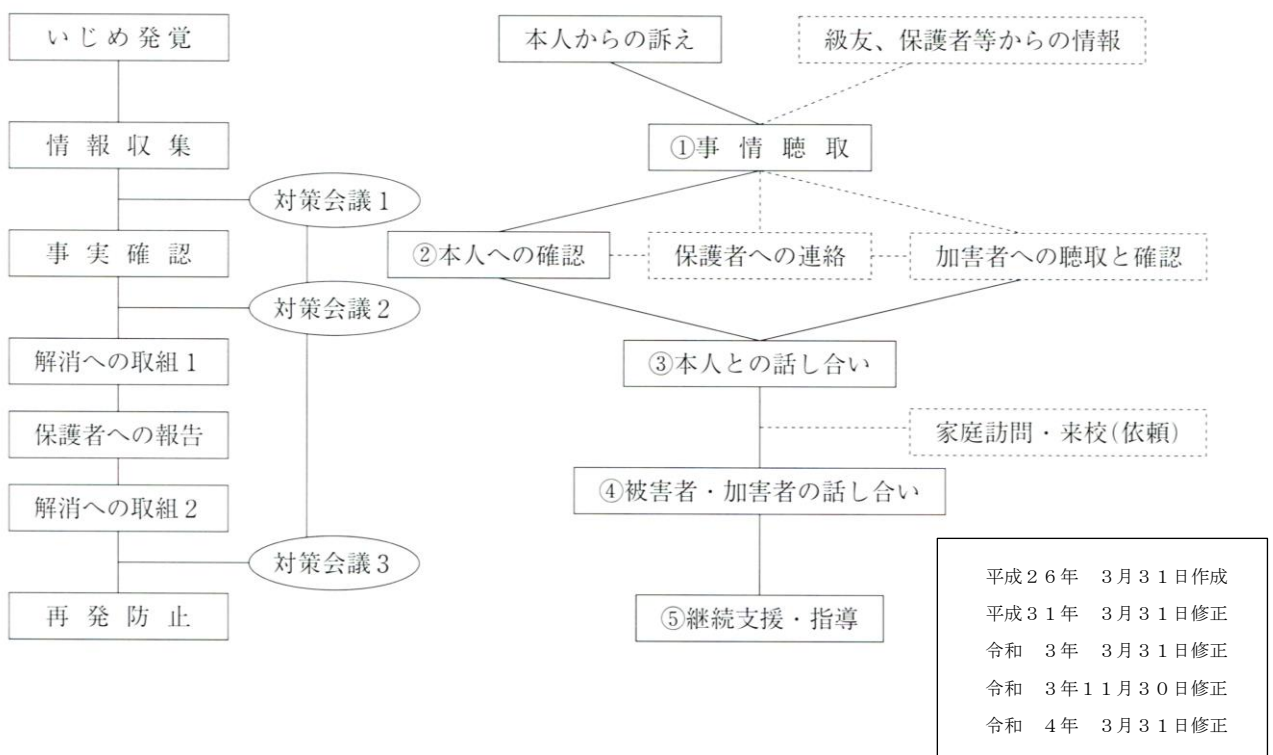 いじめ発覚
情報収集
対策会議1
事実確認
対策会議2
解消への取組1
保護者への報告
解消への取組2
対策会議3
再発防止
本人からの訴え
級友、保護者等からの情報
①事情聴取
②本人への確認
保護者への連絡
加害者への聴取と確認
③本人との話し合い
家庭訪問・来校(依頼)
④被害者・加害者の話し合い
⑤継続支援・指導
平成26年 3月31日作成
平成31年 3月31日修正
令和 3年 3月31日修正
令和 3年11月30日修正
令和 4年 3月31日修正